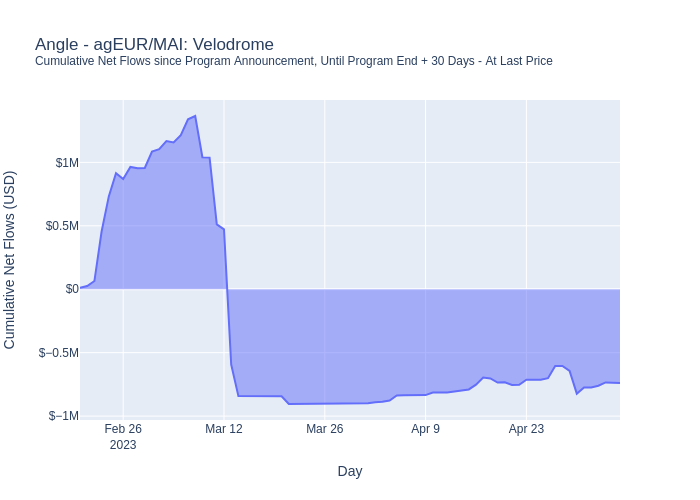 Angle - agEUR/MAI: Velodrome
Cumulative Net Flows since Program Announcement, Until Program End + 30 Days - At Last Price
Cumulative Net Flows (USD)
$1M
$0.5M
$0
$−0.5M
$−1M
Feb 26
2023
Mar 12
Mar 26
Apr 9
Apr 23
Day